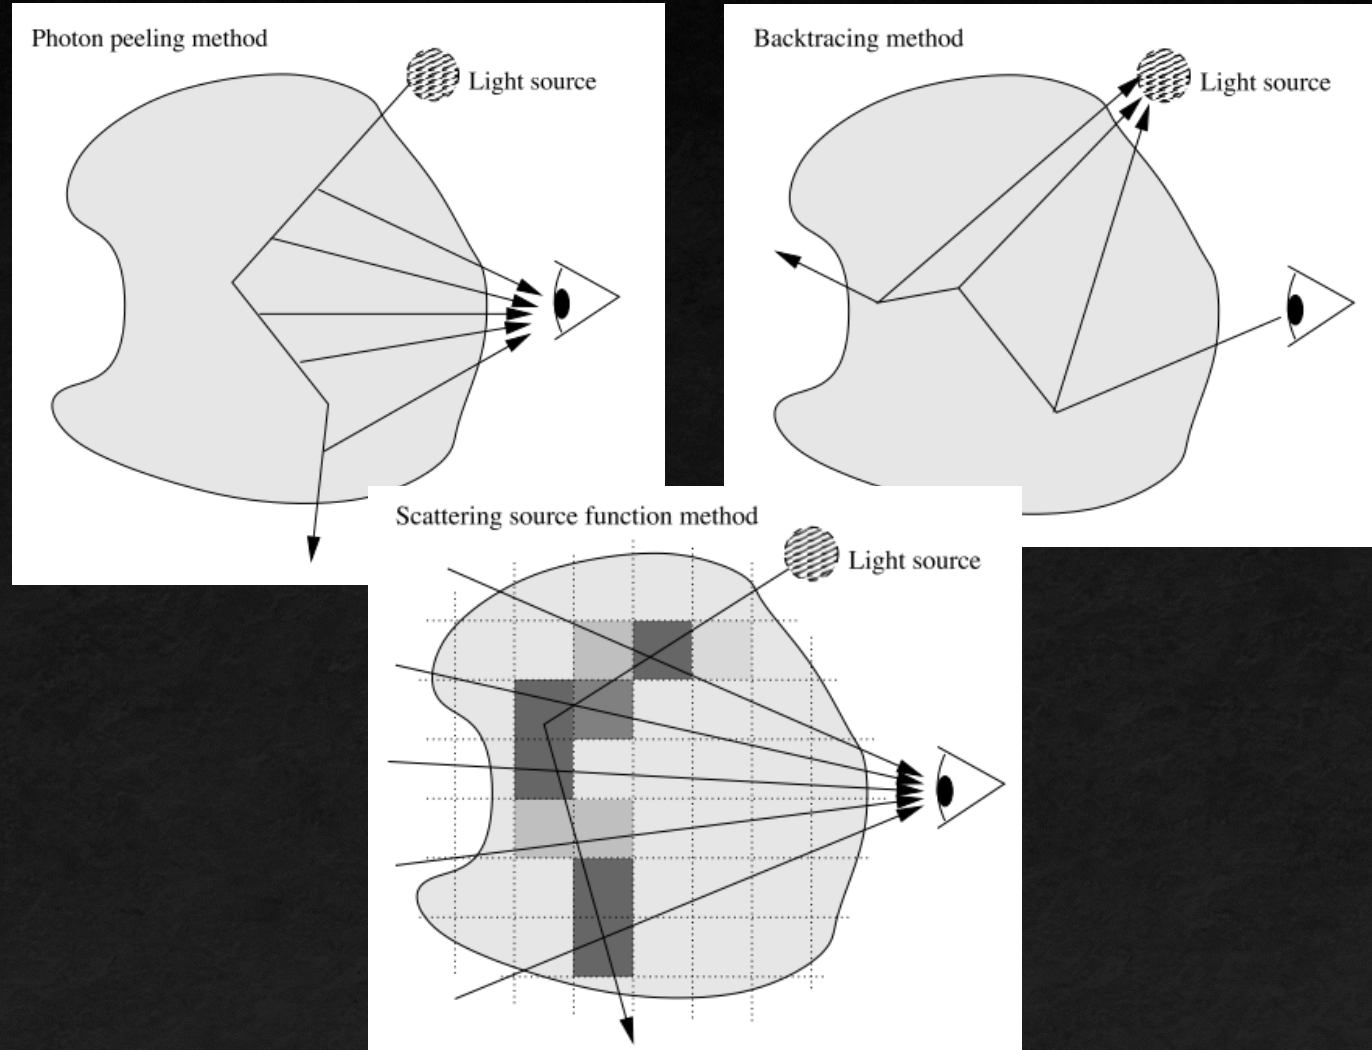 Photon peeling method
Light source
Backtracing method
Light source
Scattering source function method
Light source